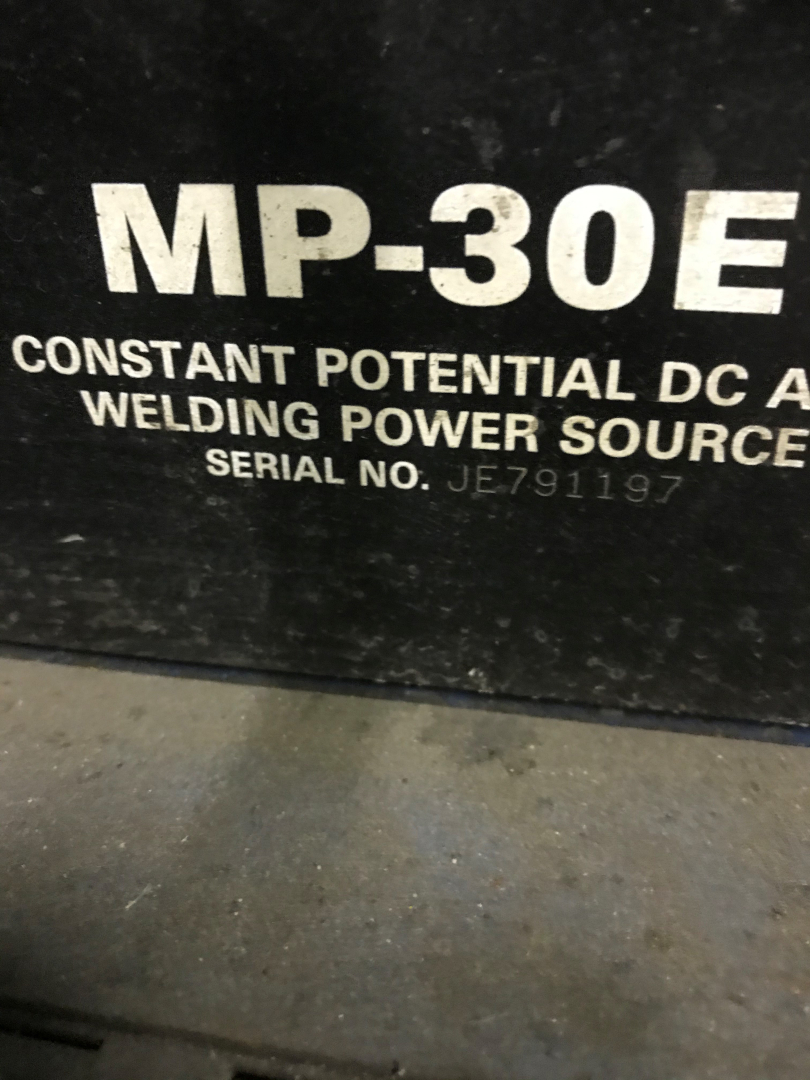 MP-30E
CONSTANT POTENTIAL DC A
WELDING POWER SOURCE
SERIAL NO. JE791197